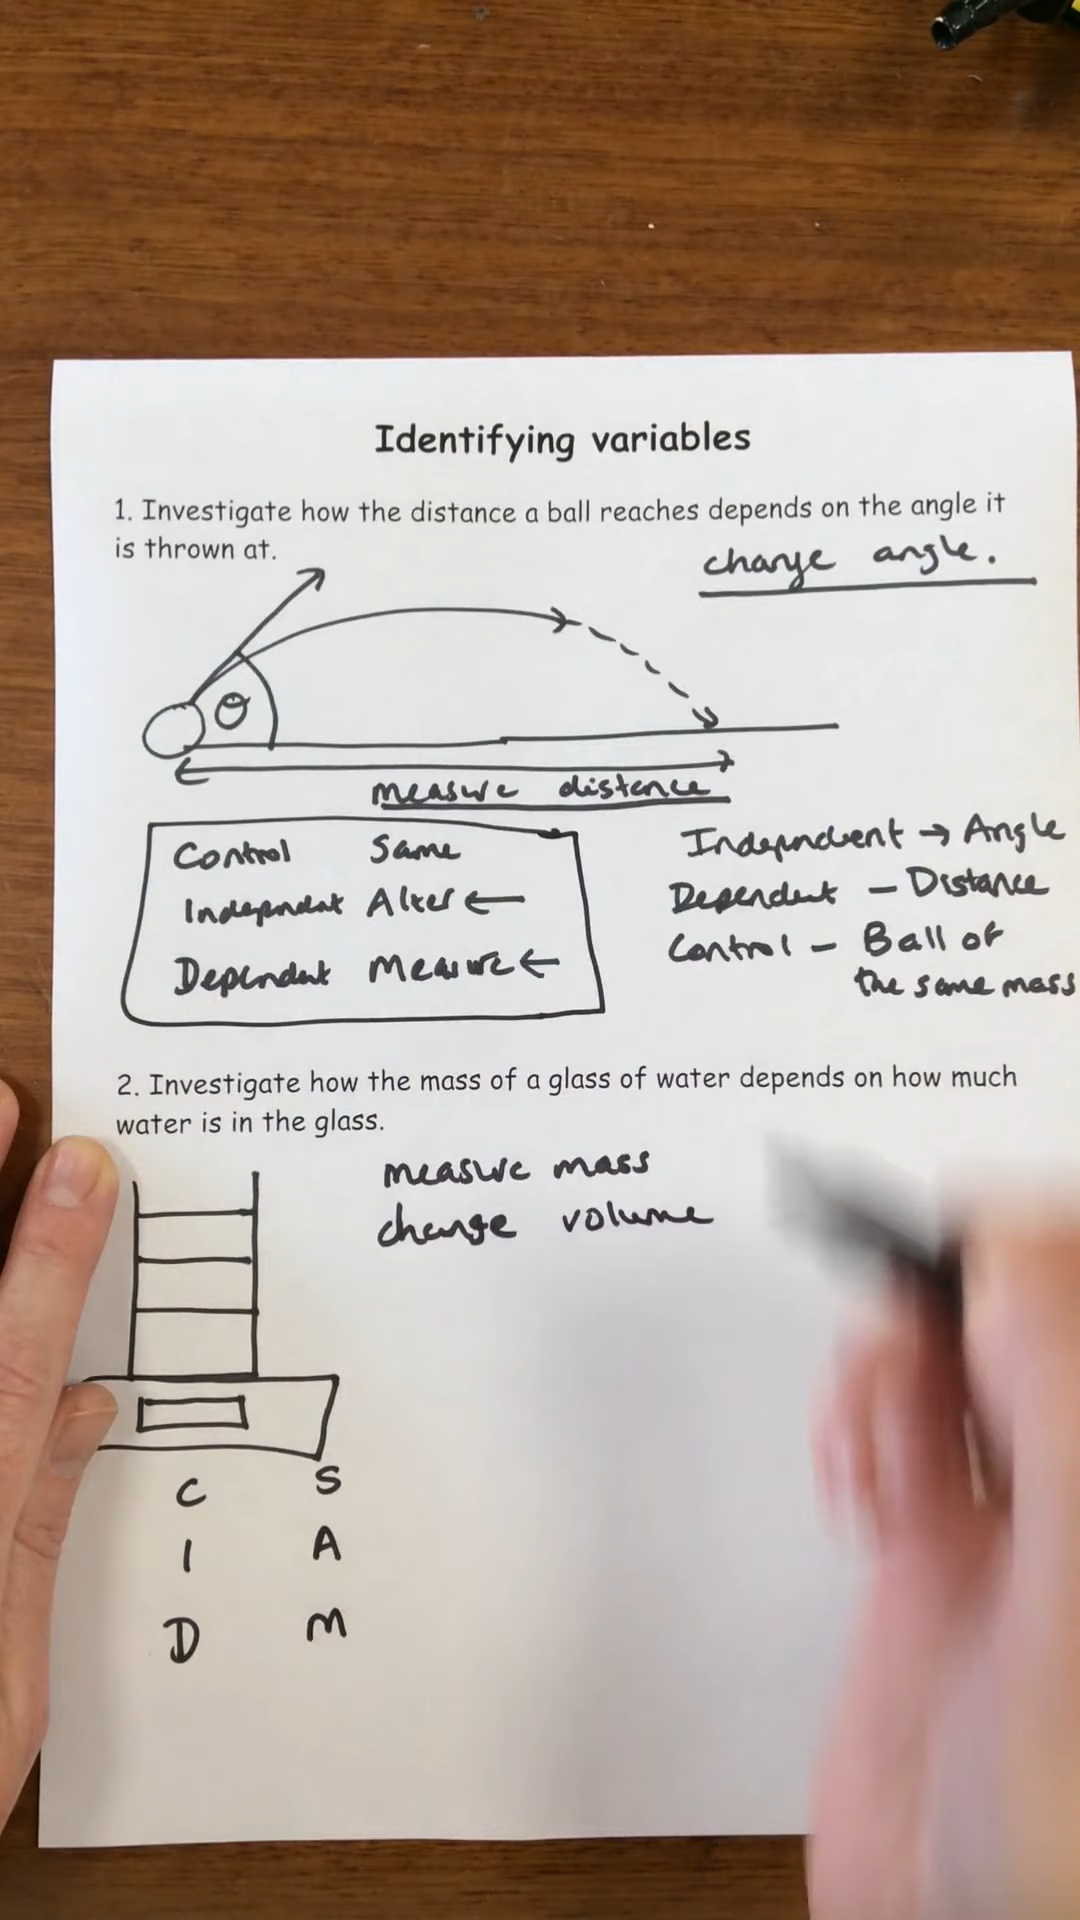 Identifying variables
1. Investigate how the distance a ball reaches depends on the angle it
is thrown at.
change angle.
θ
measure distance
Control Same
Independent Alter ←
Dependent Measure ←
Independent → Angle
Dependent – Distance
Control – Ball of
the same mass
2. Investigate how the mass of a glass of water depends on how much
water is in the glass.
measure mass
change volume
C S
I A
D M